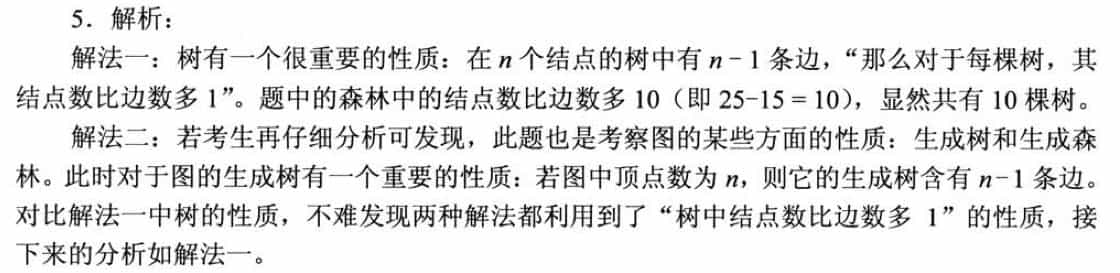 5．解析：
解法一：树有一个很重要的性质：在 n 个结点的树中有 n－1 条边，“那么对于每棵树，其
结点数比边数多 1”。题中的森林中的结点数比边数多 10（即 25-15 = 10），显然共有 10 棵树。
解法二：若考生再仔细分析可发现，此题也是考察图的某些方面的性质：生成树和生成森
林。此时对于图的生成树有一个重要的性质：若图中顶点数为 n，则它的生成树含有 n－1 条边。
对比解法一中树的性质，不难发现两种解法都利用到了“树中结点数比边数多 1”的性质，接
下来的分析如解法一。